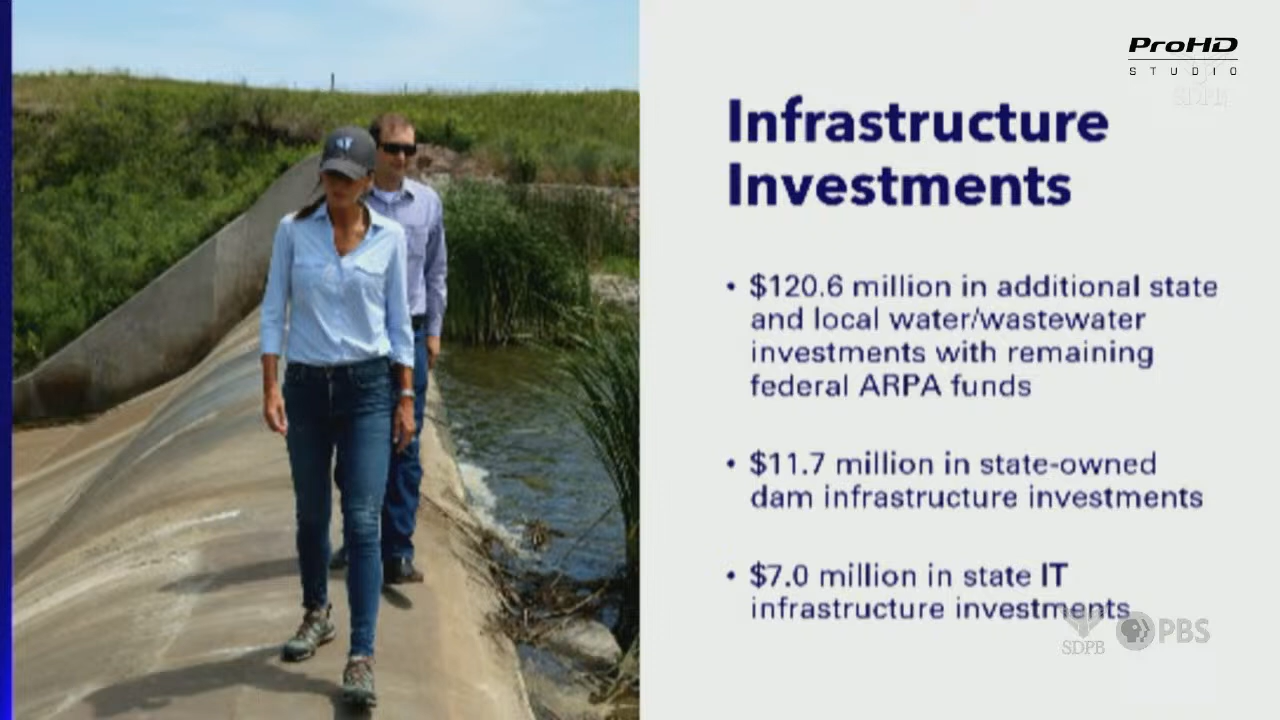 ProHD
STUDIO
SDPB
Infrastructure
Investments
• $120.6 million in additional state
and local water/wastewater
investments with remaining
federal ARPA funds
• $11.7 million in state-owned
dam infrastructure investments
• $7.0 million in state IT
infrastructure investments
SDPB PBS